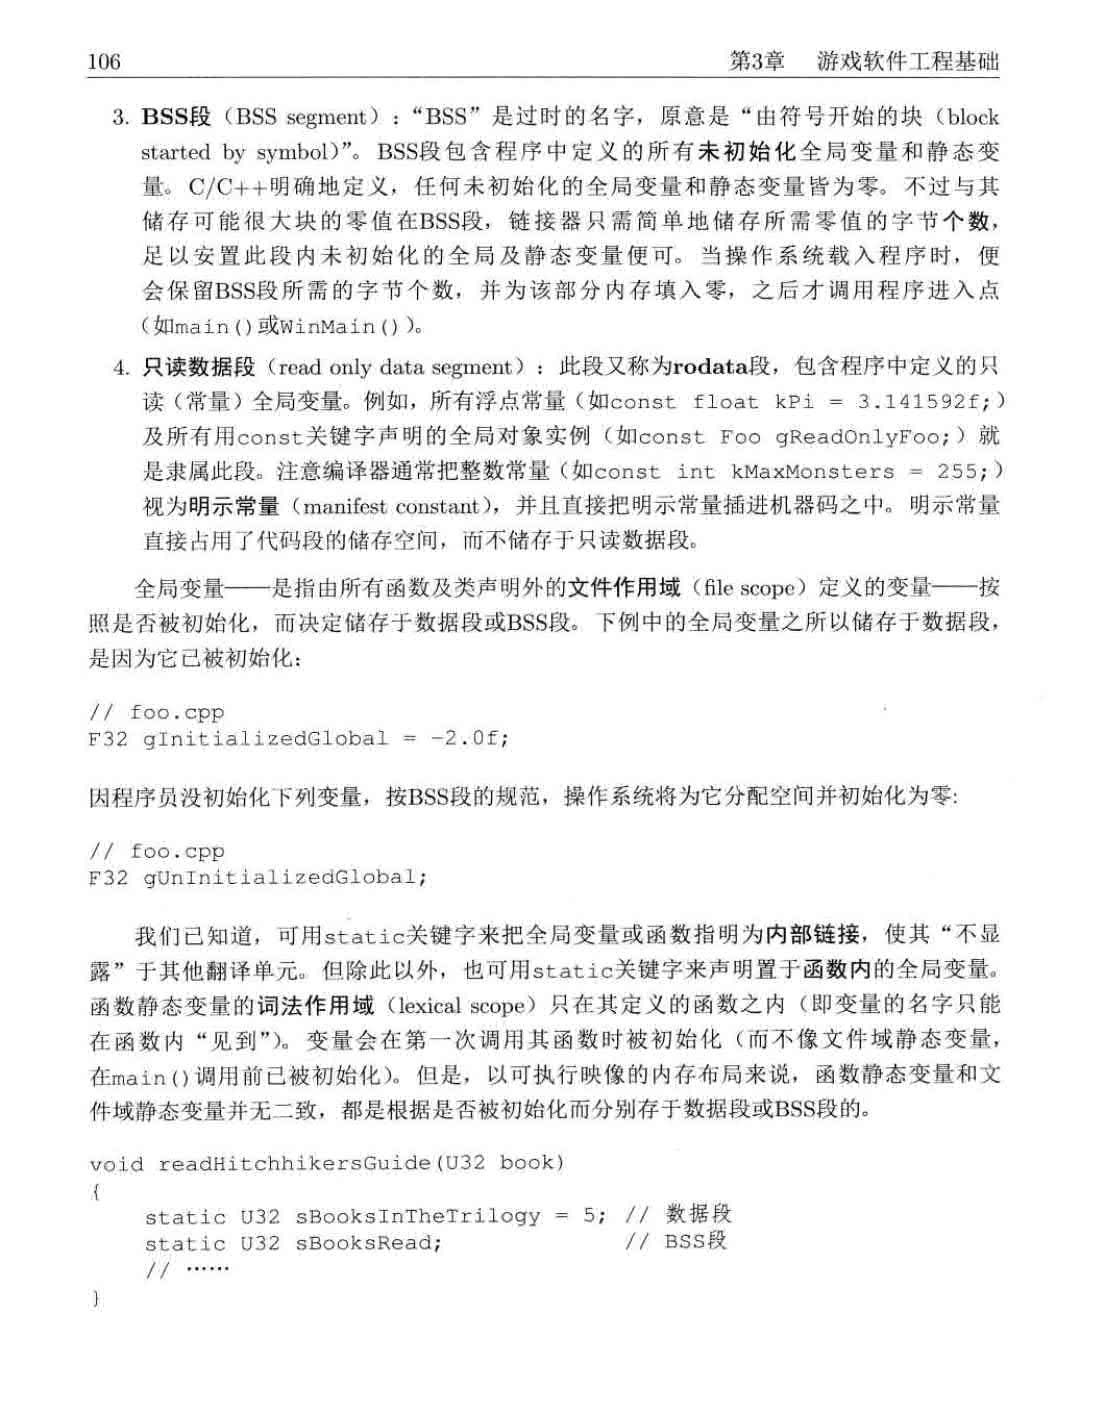 106
第3章 游戏软件工程基础
3. BSS段（BSS segment）：“BSS”是过时的名字，原意是“由符号开始的块（block
started by symbol）”。BSS段包含程序中定义的所有未初始化全局变量和静态变
量。C/C++明确地定义，任何未初始化的全局变量和静态变量皆为零。不过与其
储存可能很大块的零值在BSS段，链接器只需简单地储存所需零值的字节个数，
足以安置此段内未初始化的全局及静态变量便可。当操作系统载入程序时，便
会保留BSS段所需的字节个数，并为该部分内存填入零，之后才调用程序进入点
（如main()或WinMain()）。
4. 只读数据段（read only data segment）：此段又称为rodata段，包含程序中定义的只
读（常量）全局变量。例如，所有浮点常量（如const float kPi = 3.141592f;）
及所有用const关键字声明的全局对象实例（如const Foo gReadOnlyFoo;）就
是隶属此段。注意编译器通常把整数常量（如const int kMaxMonsters = 255;）
视为明示常量（manifest constant），并且直接把明示常量插进机器码之中。明示常量
直接占用了代码段的储存空间，而不储存于只读数据段。
全局变量——是指由所有函数及类声明外的文件作用域（file scope）定义的变量——按
照是否被初始化，而决定储存于数据段或BSS段。下例中的全局变量之所以储存于数据段，
是因为它已被初始化：
// foo.cpp
F32 gInitializedGlobal = -2.0f;
因程序员没初始化下列变量，按BSS段的规范，操作系统将为它分配空间并初始化为零:
// foo.cpp
F32 gUnInitializedGlobal;
我们已知道，可用static关键字来把全局变量或函数指明为内部链接，使其“不显
露”于其他翻译单元。但除此以外，也可用static关键字来声明置于函数内的全局变量。
函数静态变量的词法作用域（lexical scope）只在其定义的函数之内（即变量的名字只能
在函数内“见到”）。变量会在第一次调用其函数时被初始化（而不像文件域静态变量，
在main()调用前已被初始化）。但是，以可执行映像的内存布局来说，函数静态变量和文
件域静态变量并无二致，都是根据是否被初始化而分别存于数据段或BSS段的。
void readHitchhikersGuide(U32 book)
{
static U32 sBooksInTheTrilogy = 5; // 数据段
static U32 sBooksRead; // BSS段
// ……
}